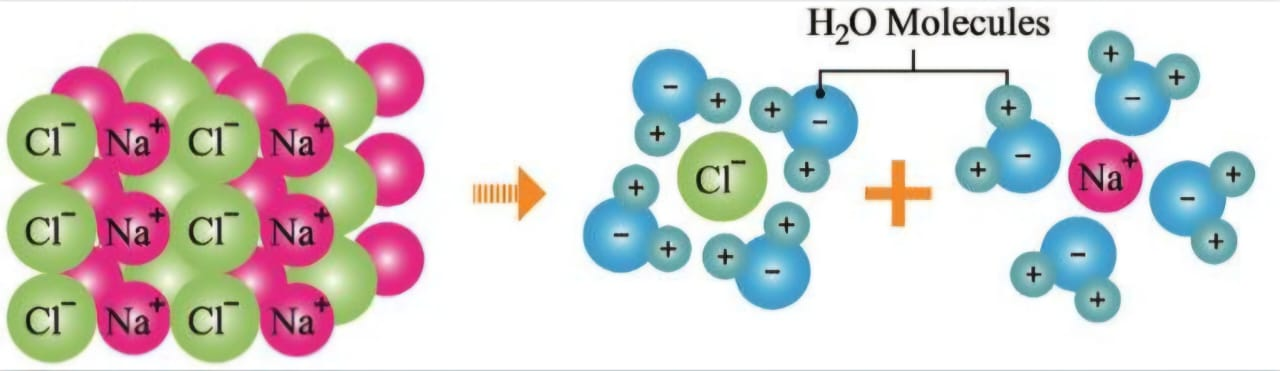 H₂O Molecules
Cl⁻ Na⁺ Cl⁻ Na⁺
Cl⁻ Na⁺ Cl⁻ Na⁺
Cl⁻ Na⁺ Cl⁻ Na⁺
- + +
+ - +
Cl⁻
+ - +
+ + -
+
+ - +
+ - +
Na⁺
- + +
- + +